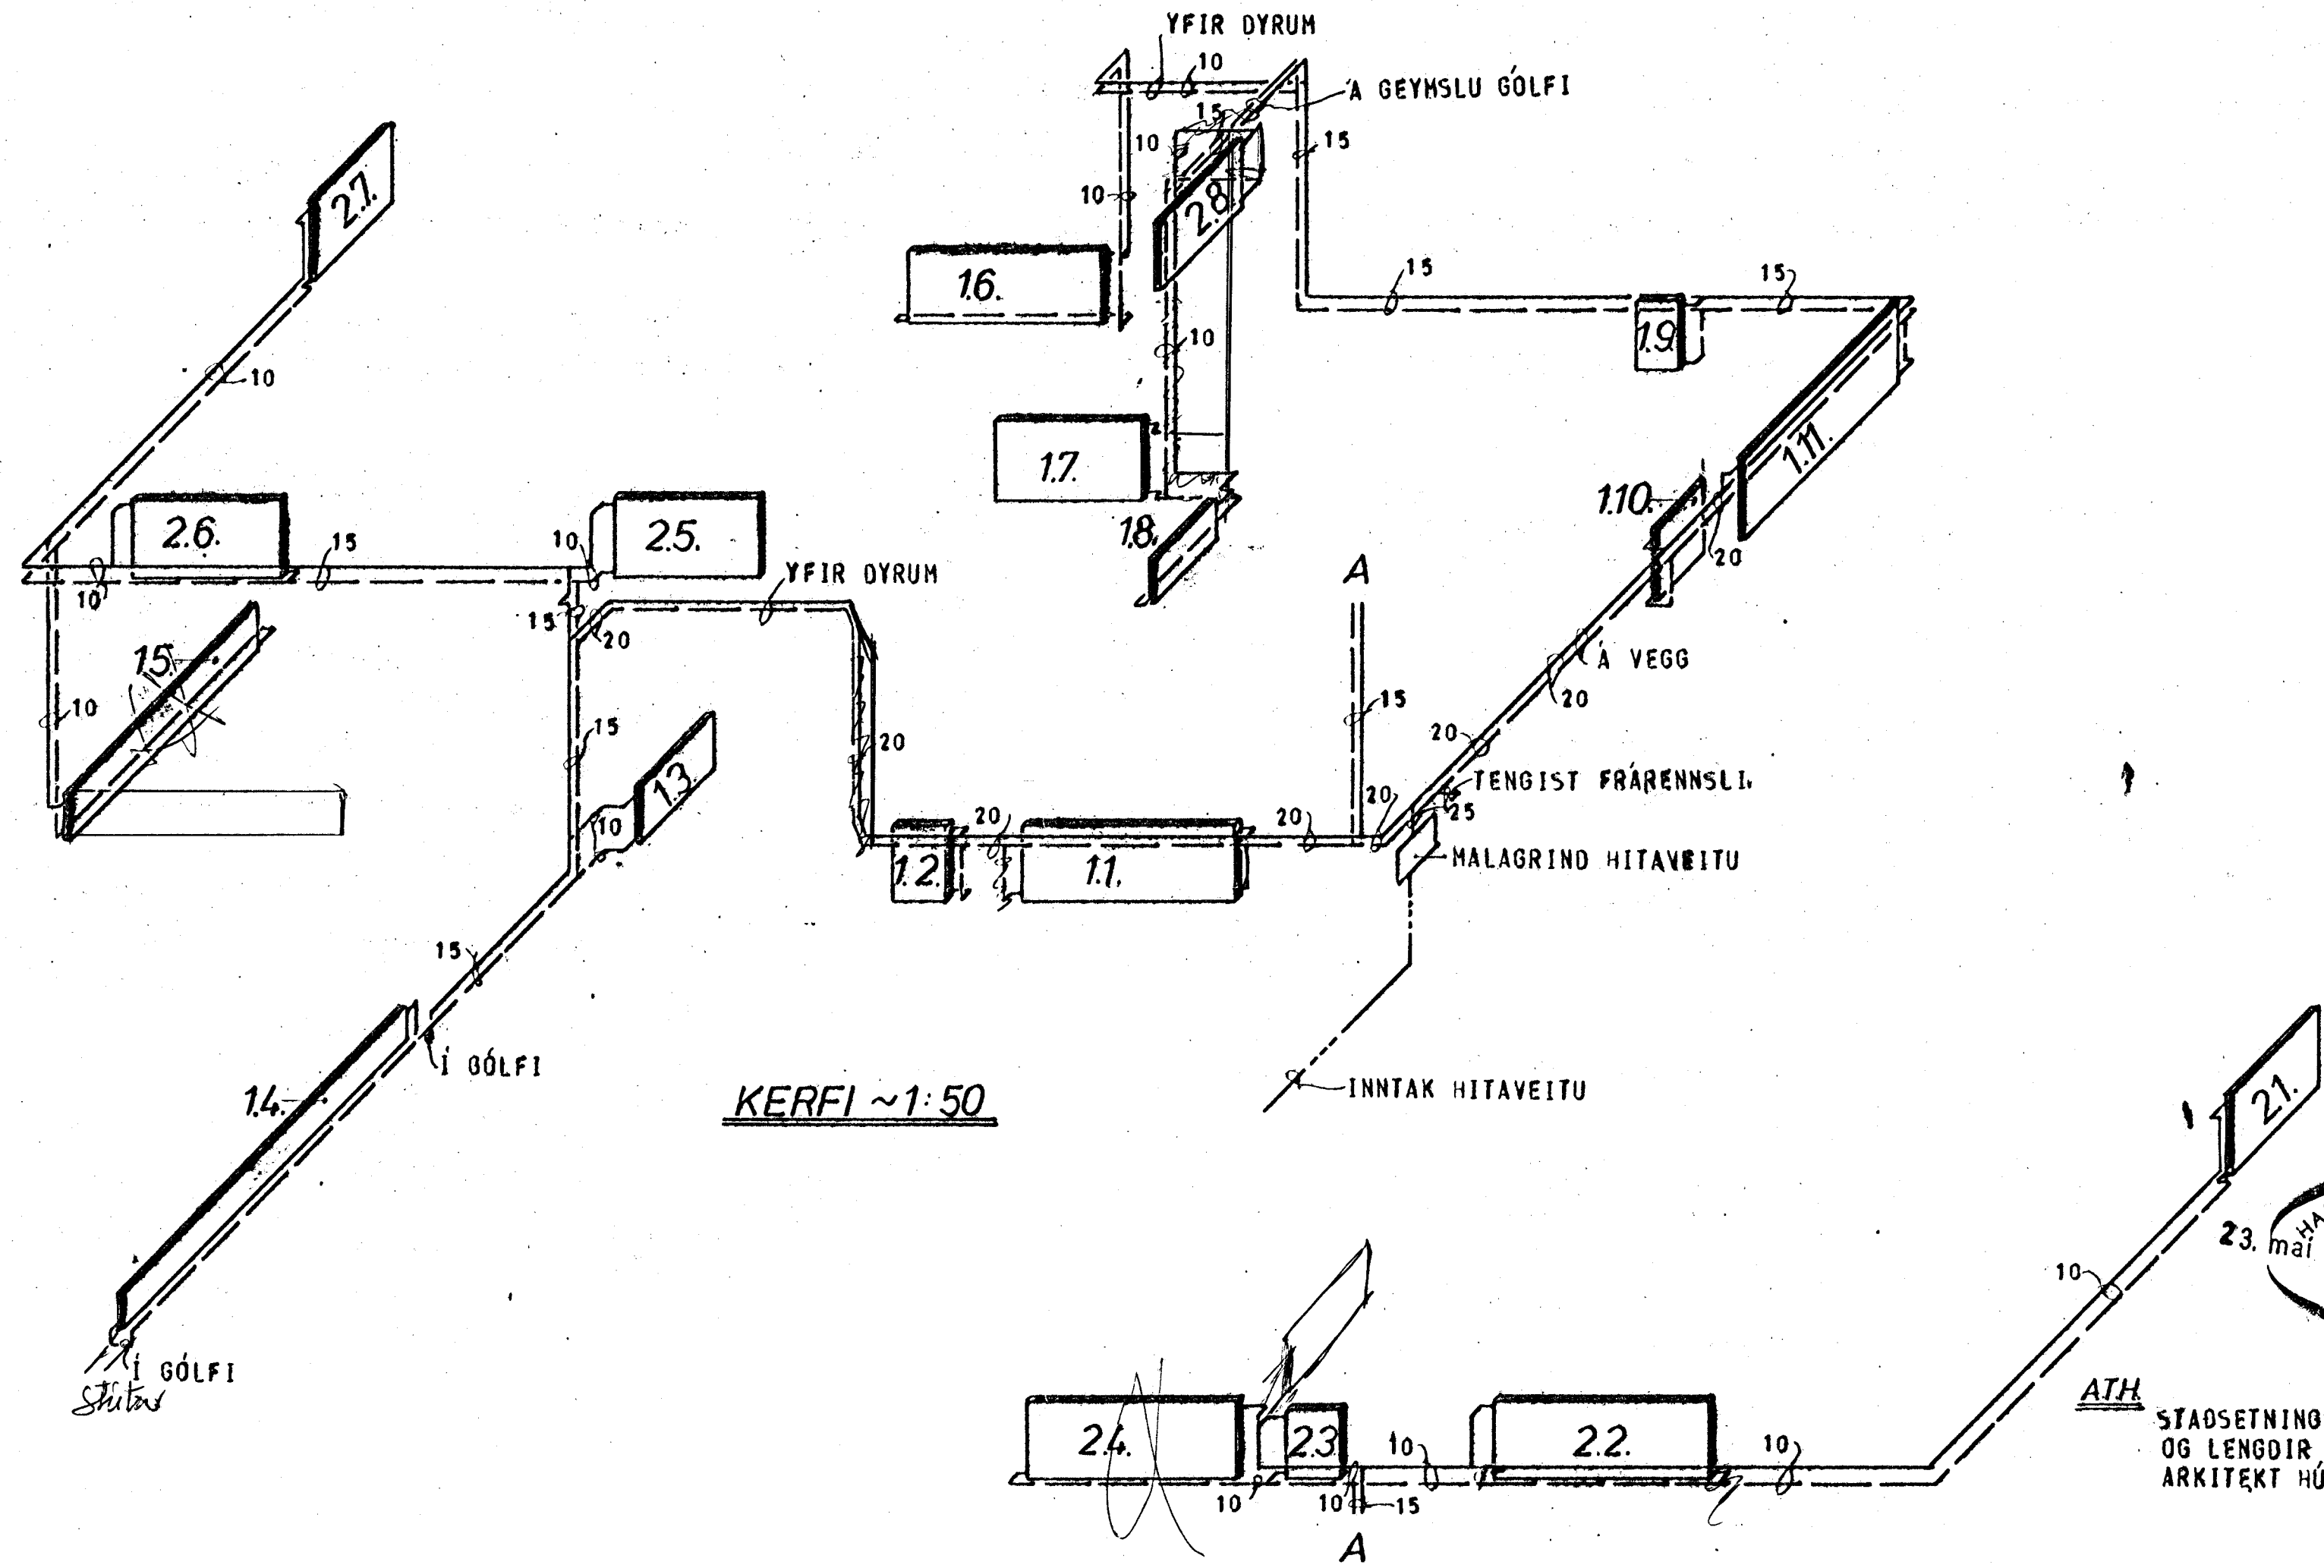 YFIR DYRUM
10
Á GEYMSLU GÓLFI
15
10
15
10
2.7.
2.8
1.6.
15
15
10
1.9.
10
1.7.
1.11.
1.10.
1.8.
20
2.6.
15
10
2.5.
YFIR DYRUM
A
10
15
20
Á VEGG
20
1.5.
10
15
15
20
20
1.3.
TENGIST FRÁRENNSLI.
20
25
10
20
20
1.2.
1.1.
MALAGRIND HITAVEITU
15
Í GÓLFI
1.4.
KERFI ~1:50
INNTAK HITAVEITU
2.1.
23. maí
HA
10
Í GÓLFI
Stútar
ATH.
STAÐSETNING
OG LENGDIR
ARKITEKT HÚ
2.4.
2.3
10
2.2.
10
10
10
15
A